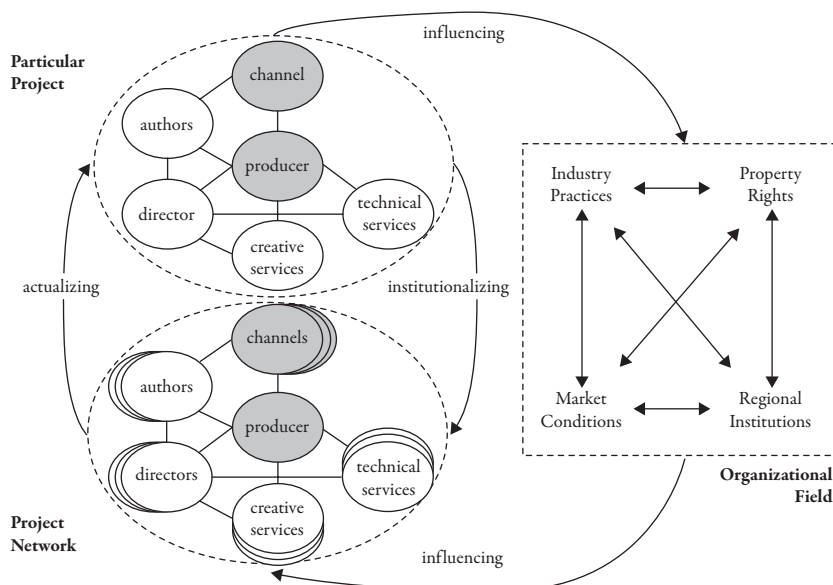 influencing
Particular
Project
channel
authors
producer
Industry
Practices
Property
Rights
director
technical
services
creative
services
actualizing
institutionalizing
channels
authors
producer
Market
Conditions
Regional
Institutions
directors
technical
services
Organizational
Field
creative
services
Project
Network
influencing